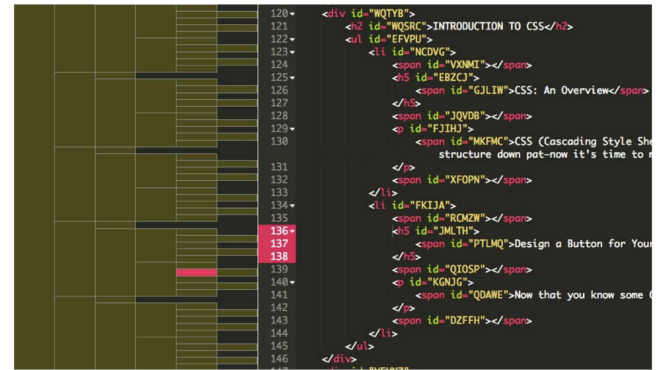 120 <div id="WQTYB">
121 <h2 id="WQSRC">INTRODUCTION TO CSS</h2>
122 <ul id="EFVPU">
123 <li id="NCDVG">
124 <span id="VXNMI"></span>
125 <h5 id="EBZCJ">
126 <span id="GJLIW">CSS: An Overview</span>
127 </h5>
128 <span id="JQVDB"></span>
129 <p id="FJIHJ">
130 <span id="MKFMC">CSS (Cascading Style She
structure down pat—now it's time to m
131 </p>
132 <span id="XFOPN"></span>
133 </li>
134 <li id="FKIJA">
135 <span id="RCMZW"></span>
136 <h5 id="JMLTH">
137 <span id="PTLMQ">Design a Button for Your
138 </h5>
139 <span id="QIOSP"></span>
140 <p id="KGNJG">
141 <span id="QDAWE">Now that you know some
142 </p>
143 <span id="DZFFH"></span>
144 </li>
145 </ul>
146 </div>